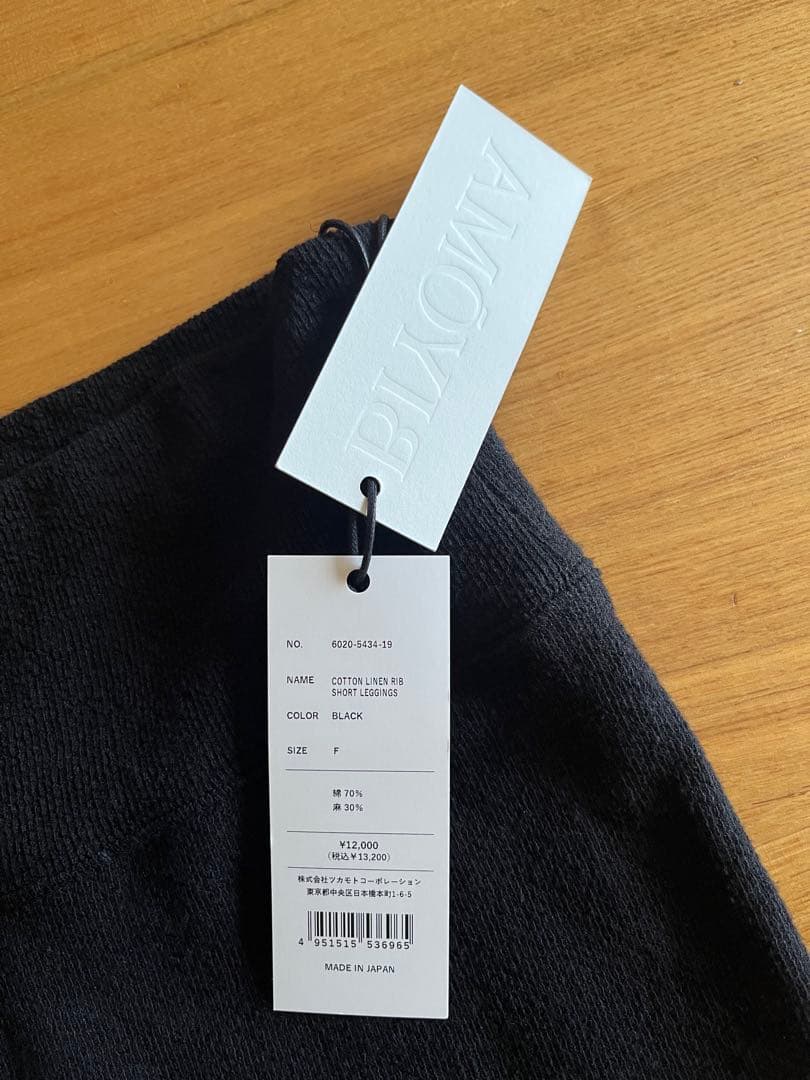 BIYŌMA
NO. 6020-5434-19
NAME COTTON LINEN RIB
SHORT LEGGINGS
COLOR BLACK
SIZE F
綿 70%
麻 30%
¥12,000
(税込¥13,200)
株式会社ツカモトコーポレーション
東京都中央区日本橋本町1-6-5
4 951515 536965
MADE IN JAPAN